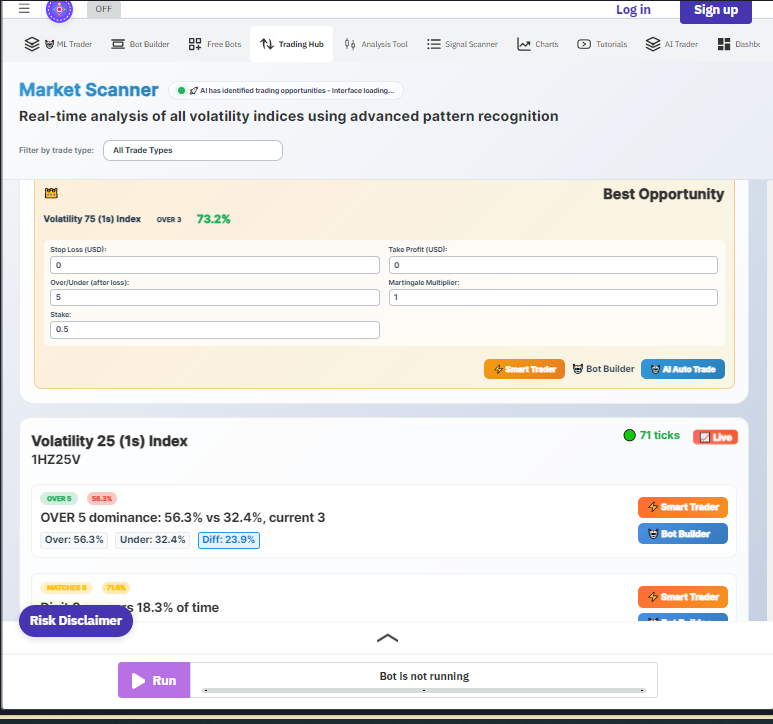 OFF
Log in
Sign up
ML Trader
Bot Builder
Free Bots
Trading Hub
Analysis Tool
Signal Scanner
Charts
Tutorials
AI Trader
Market Scanner
AI has identified trading opportunities - Interface loading...
Real-time analysis of all volatility indices using advanced pattern recognition
Filter by trade type:
All Trade Types
Best Opportunity
Volatility 75 (1s) Index OVER 3 73.2%
Stop Loss (USD):
Take Profit (USD):
0
0
Over/Under (after loss):
Martingale Multiplier:
5
1
Stake:
0.5
Smart Trader
Bot Builder
AI Auto Trade
Volatility 25 (1s) Index
71 ticks
Live
1HZ25V
OVER 5 56.3%
Smart Trader
OVER 5 dominance: 56.3% vs 32.4%, current 3
Over: 56.3% Under: 32.4% Diff: 23.9%
Bot Builder
MATCHES 6
Smart Trader
18.3% of time
Risk Disclaimer
Run
Bot is not running